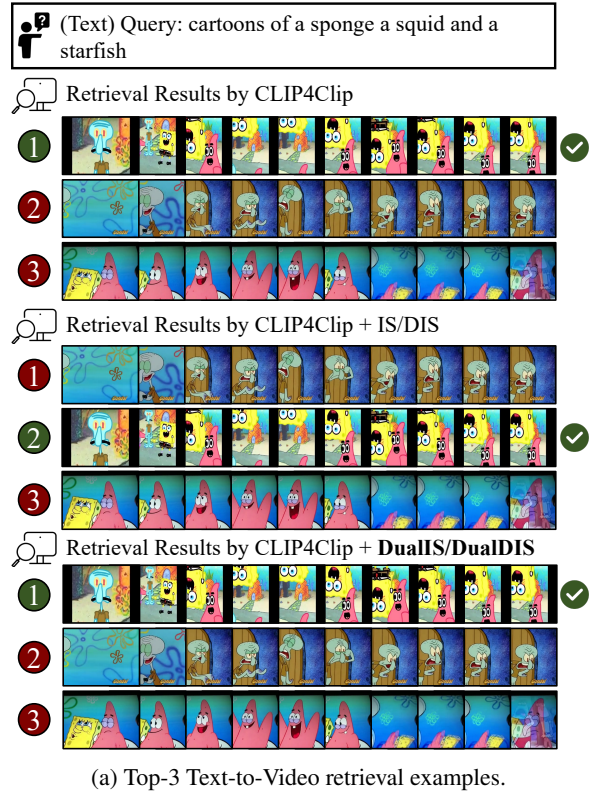 (Text) Query: cartoons of a sponge a squid and a
starfish
Retrieval Results by CLIP4Clip
1
2
3
Retrieval Results by CLIP4Clip + IS/DIS
1
2
3
Retrieval Results by CLIP4Clip + DualIS/DualDIS
1
2
3
(a) Top-3 Text-to-Video retrieval examples.